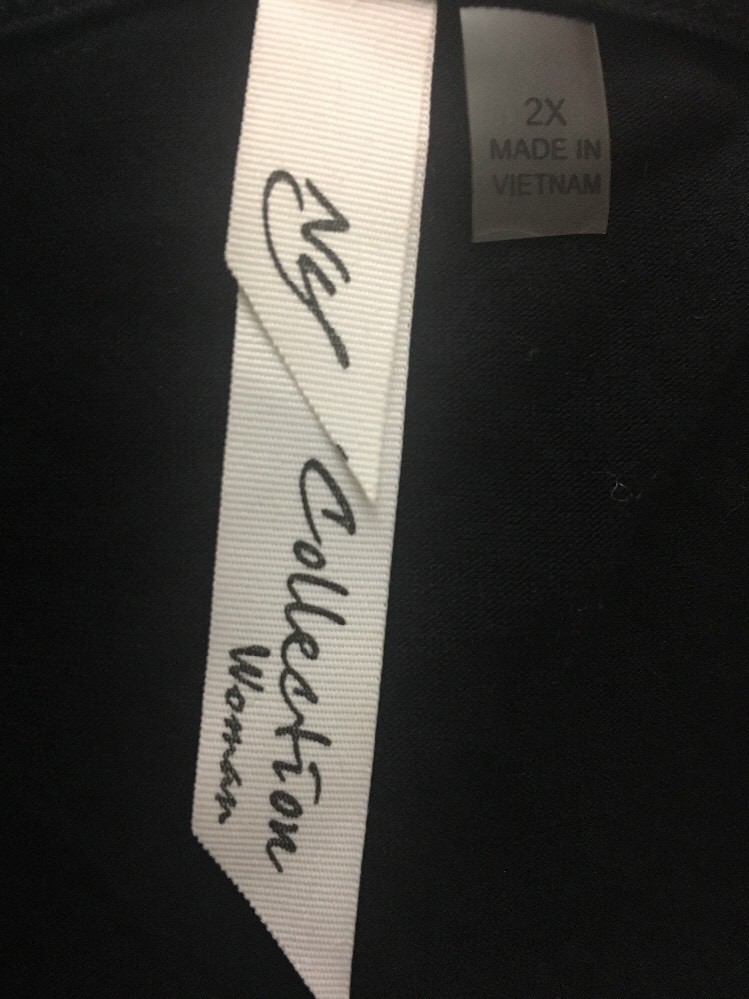 Ny Collection
Woman
2X
MADE IN
VIETNAM